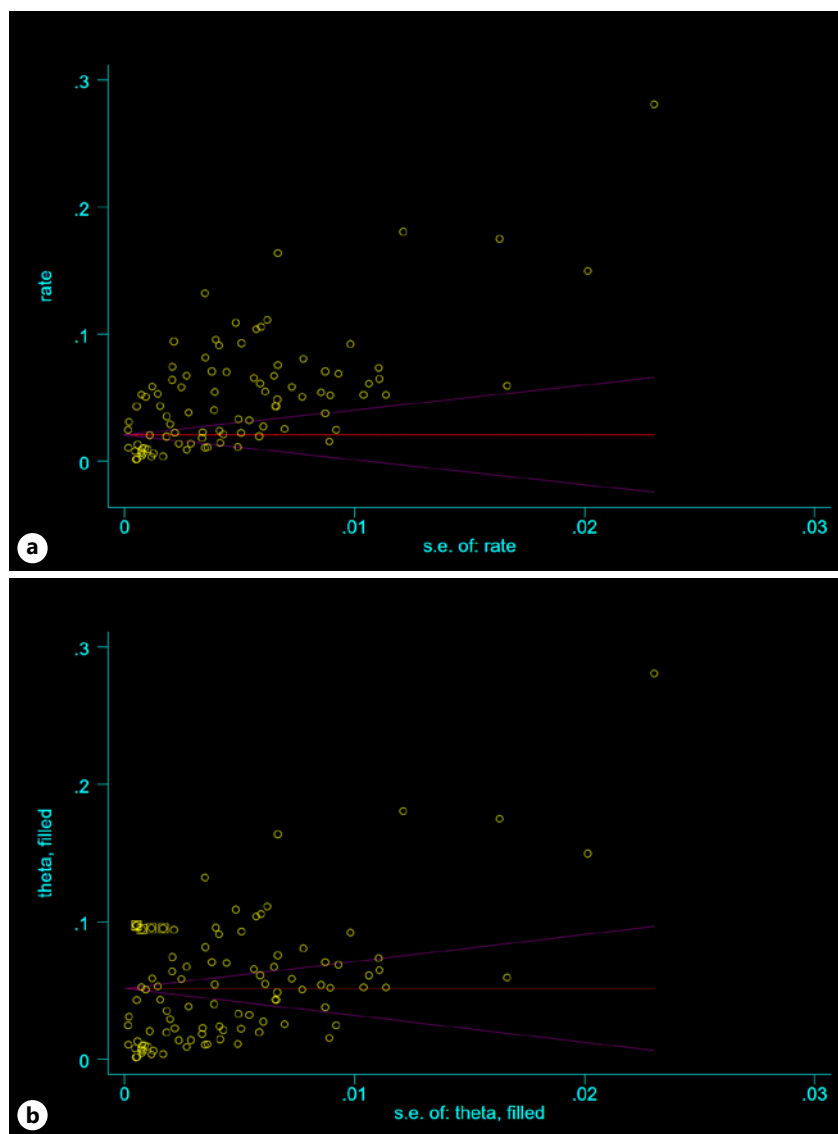 .3
.2
.1
0
rate
0 .01 .02 .03
s.e. of: rate
a
.3
.2
.1
0
theta, filled
0 .01 .02 .03
s.e. of: theta, filled
b